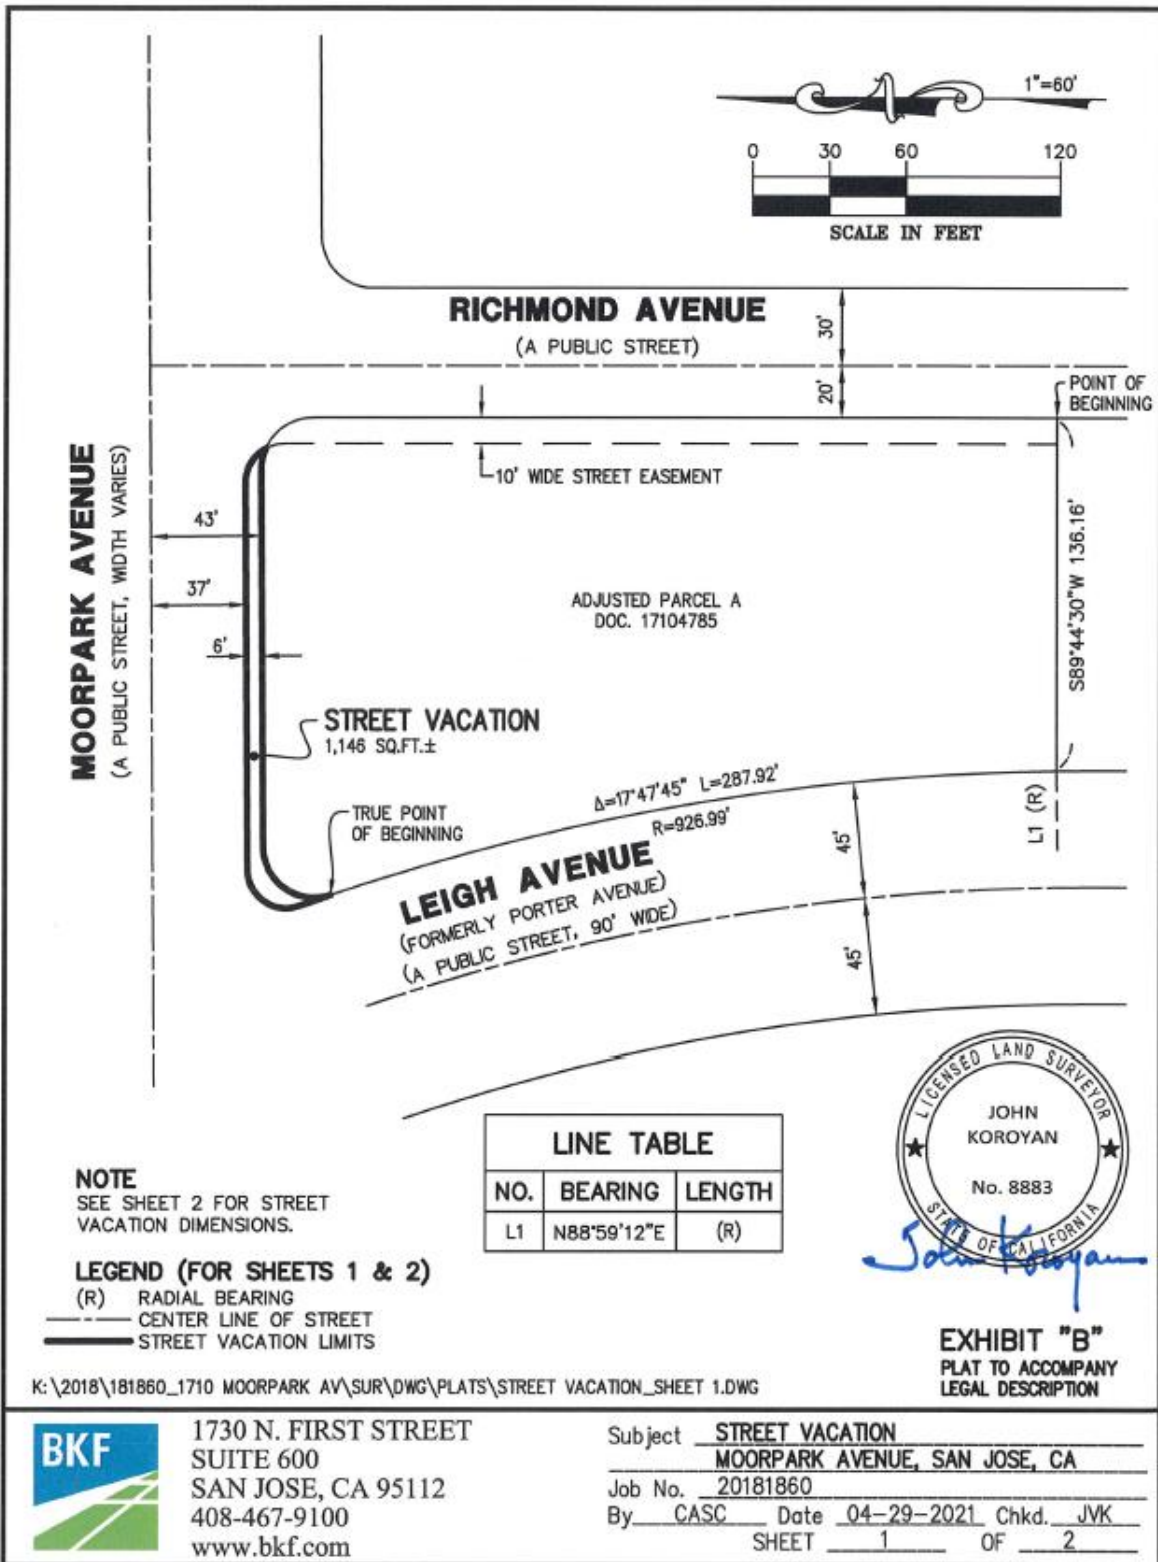 1"=60'
0 30 60 120
SCALE IN FEET
RICHMOND AVENUE
(A PUBLIC STREET)
30'
20'
POINT OF
BEGINNING
10' WIDE STREET EASEMENT
MOORPARK AVENUE
(A PUBLIC STREET, WIDTH VARIES)
43'
37'
6'
ADJUSTED PARCEL A
DOC. 17104785
S89°44'30"W 136.16'
STREET VACATION
1,146 SQ.FT.±
TRUE POINT
OF BEGINNING
Δ=17°47'45" L=287.92'
R=926.99'
L1 (R)
LEIGH AVENUE
(FORMERLY PORTER AVENUE)
(A PUBLIC STREET, 90' WIDE)
45'
45'
LICENSED LAND SURVEYOR
JOHN
KOROYAN
No. 8883
STATE OF CALIFORNIA
John Koroyan
LINE TABLE
NO. BEARING LENGTH
L1 N88°59'12"E (R)
NOTE
SEE SHEET 2 FOR STREET
VACATION DIMENSIONS.
LEGEND (FOR SHEETS 1 & 2)
(R) RADIAL BEARING
CENTER LINE OF STREET
STREET VACATION LIMITS
EXHIBIT "B"
PLAT TO ACCOMPANY
LEGAL DESCRIPTION
K:\2018\181860_1710 MOORPARK AV\SUR\DWG\PLATS\STREET VACATION_SHEET 1.DWG
BKF
1730 N. FIRST STREET
SUITE 600
SAN JOSE, CA 95112
408-467-9100
www.bkf.com
Subject STREET VACATION
MOORPARK AVENUE, SAN JOSE, CA
Job No. 20181860
By CASC Date 04-29-2021 Chkd. JVK
SHEET 1 OF 2